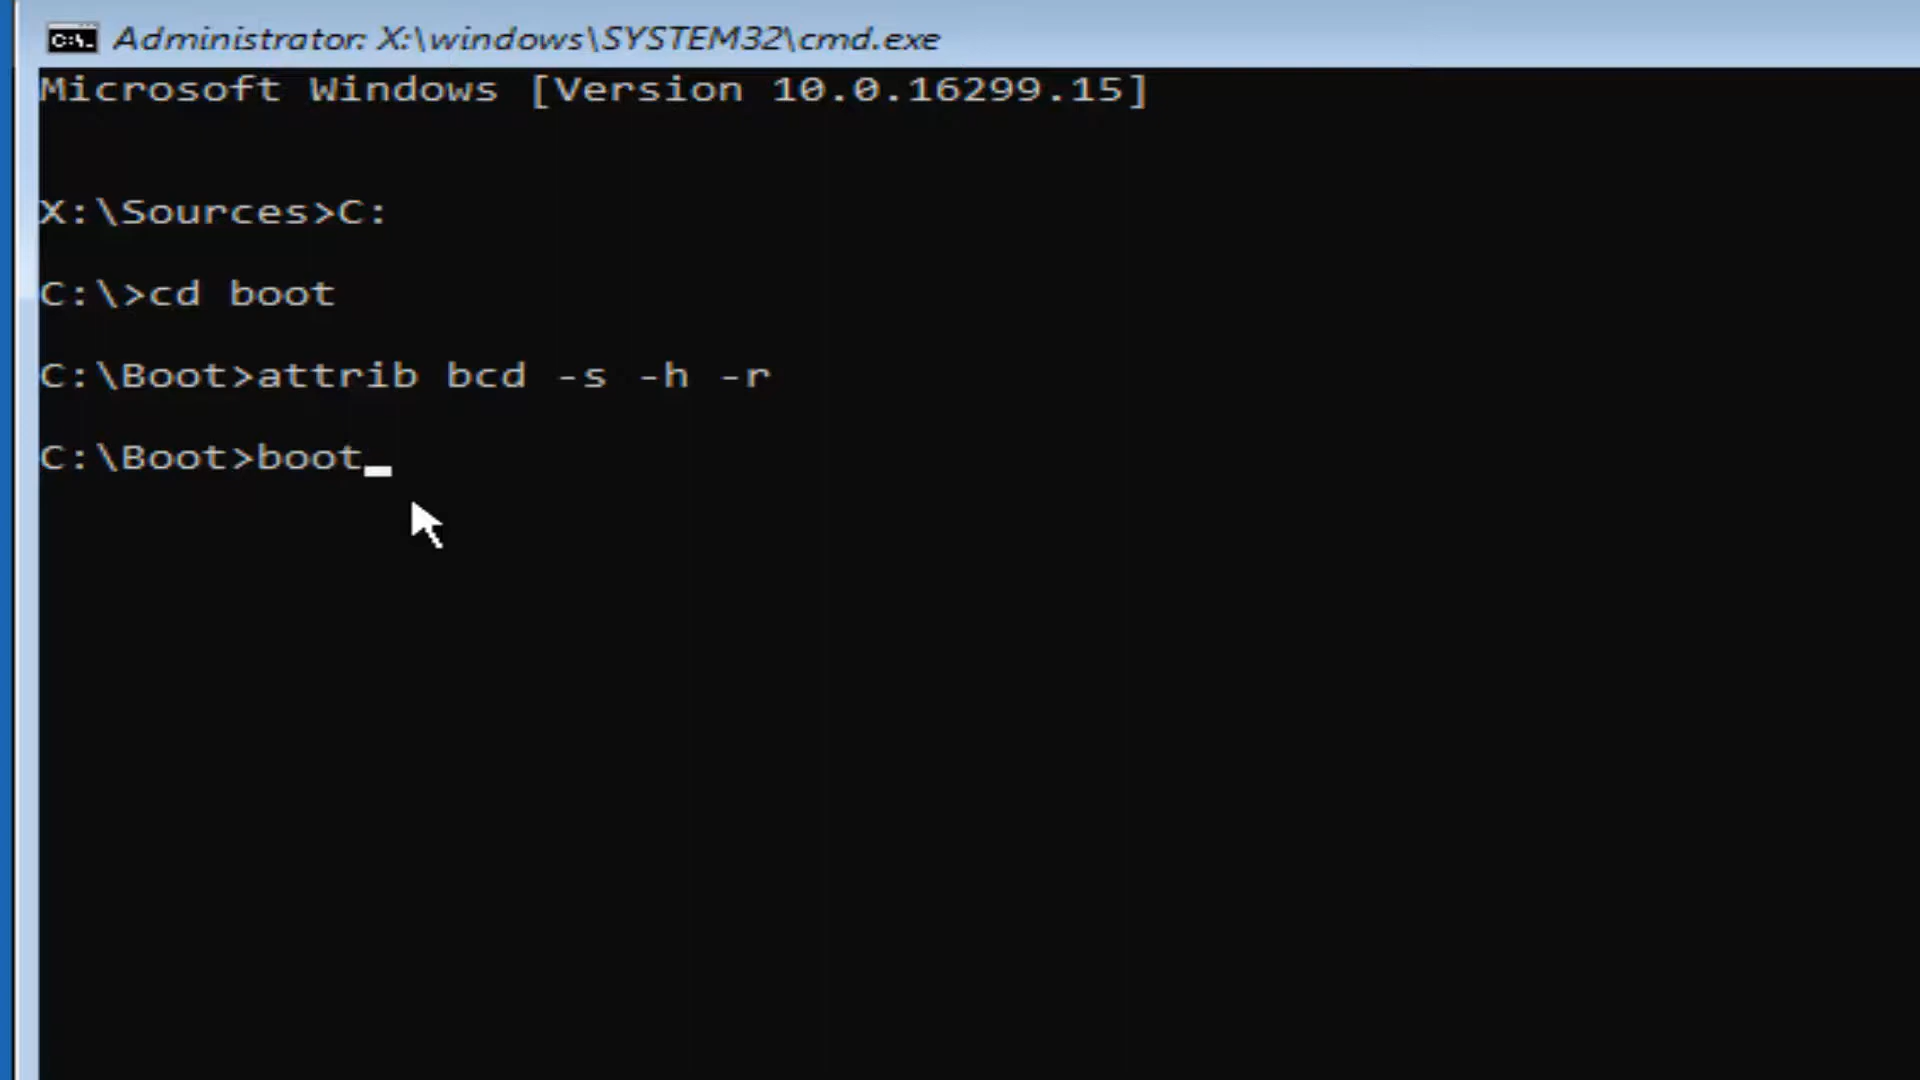 C:\. Administrator: X:\windows\SYSTEM32\cmd.exe
Microsoft Windows [Version 10.0.16299.15]
X:\Sources>C:
C:\>cd boot
C:\Boot>attrib bcd -s -h -r
C:\Boot>boot_